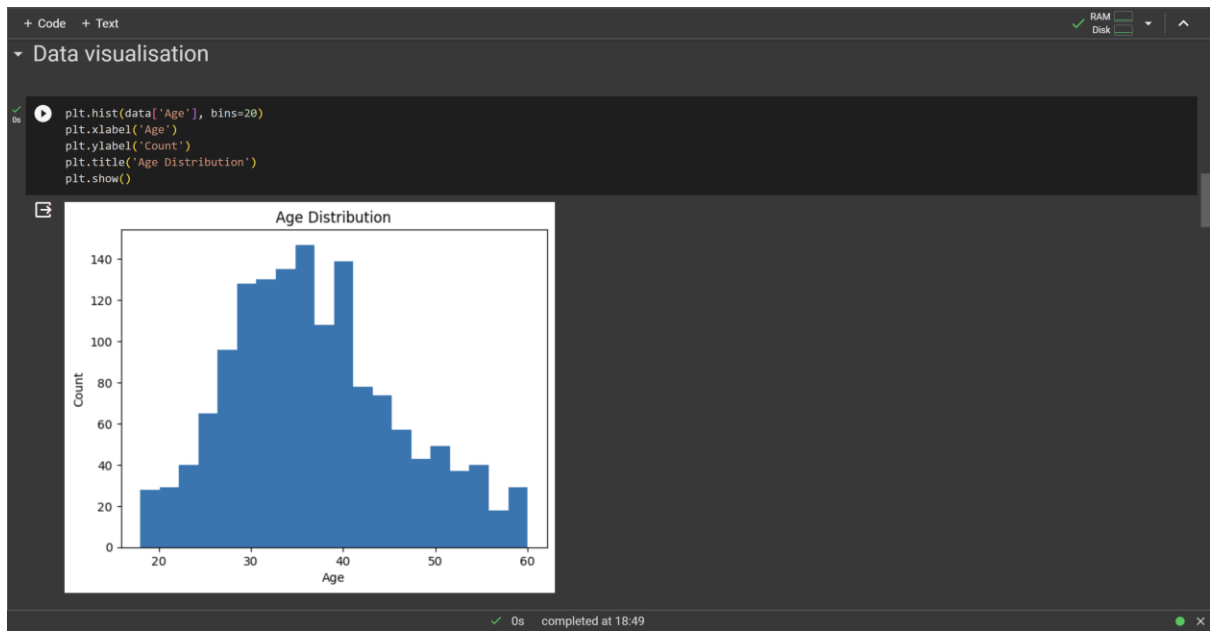 + Code + Text
RAM
Disk
Data visualisation
0s
plt.hist(data['Age'], bins=20)
plt.xlabel('Age')
plt.ylabel('Count')
plt.title('Age Distribution')
plt.show()
Age Distribution
140
120
100
80
60
40
20
0
Count
20 30 40 50 60
Age
0s completed at 18:49